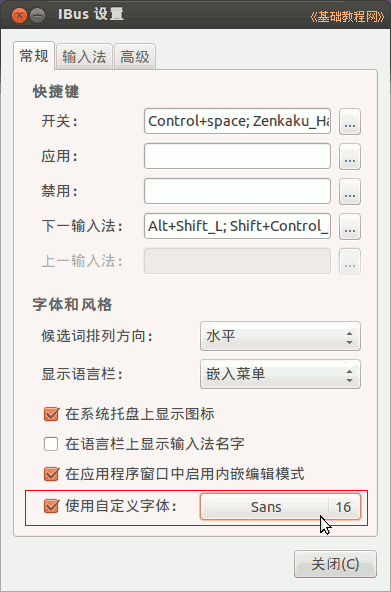 IBus 设置
《基础教程网》
常规 输入法 高级
快捷键
开关: Control+space; Zenkaku_Ha ...
应用: ...
禁用: ...
下一输入法: Alt+Shift_L; Shift+Control_ ...
上一输入法: ...
字体和风格
候选词排列方向: 水平
显示语言栏: 嵌入菜单
在系统托盘上显示图标
在语言栏上显示输入法名字
在应用程序窗口中启用内嵌编辑模式
使用自定义字体: Sans 16
关闭(C)